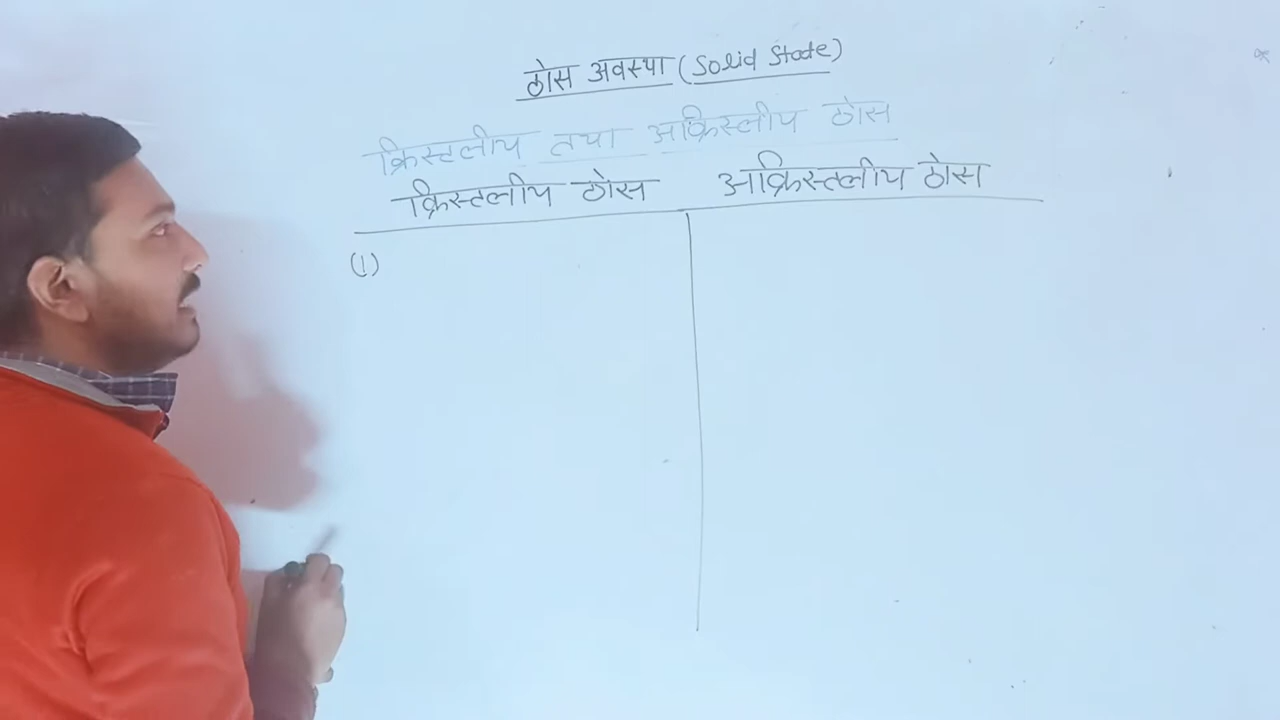 ठोस अवस्था (Solid State)
क्रिस्टलीय तथा अक्रिस्टलीय ठोस
क्रिस्टलीय ठोस अक्रिस्टलीय ठोस
(1)